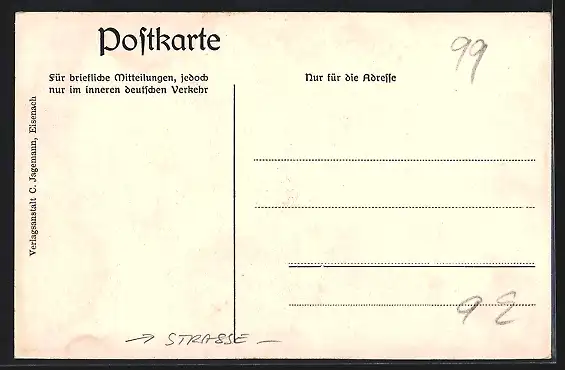 Postkarte
99
Für briefliche Mitteilungen, jedoch
nur im inneren deutschen Verkehr
Nur für die Adresse
Verlagsanstalt C. Jagemann, Eisenach
9 E
→ STRASSE –